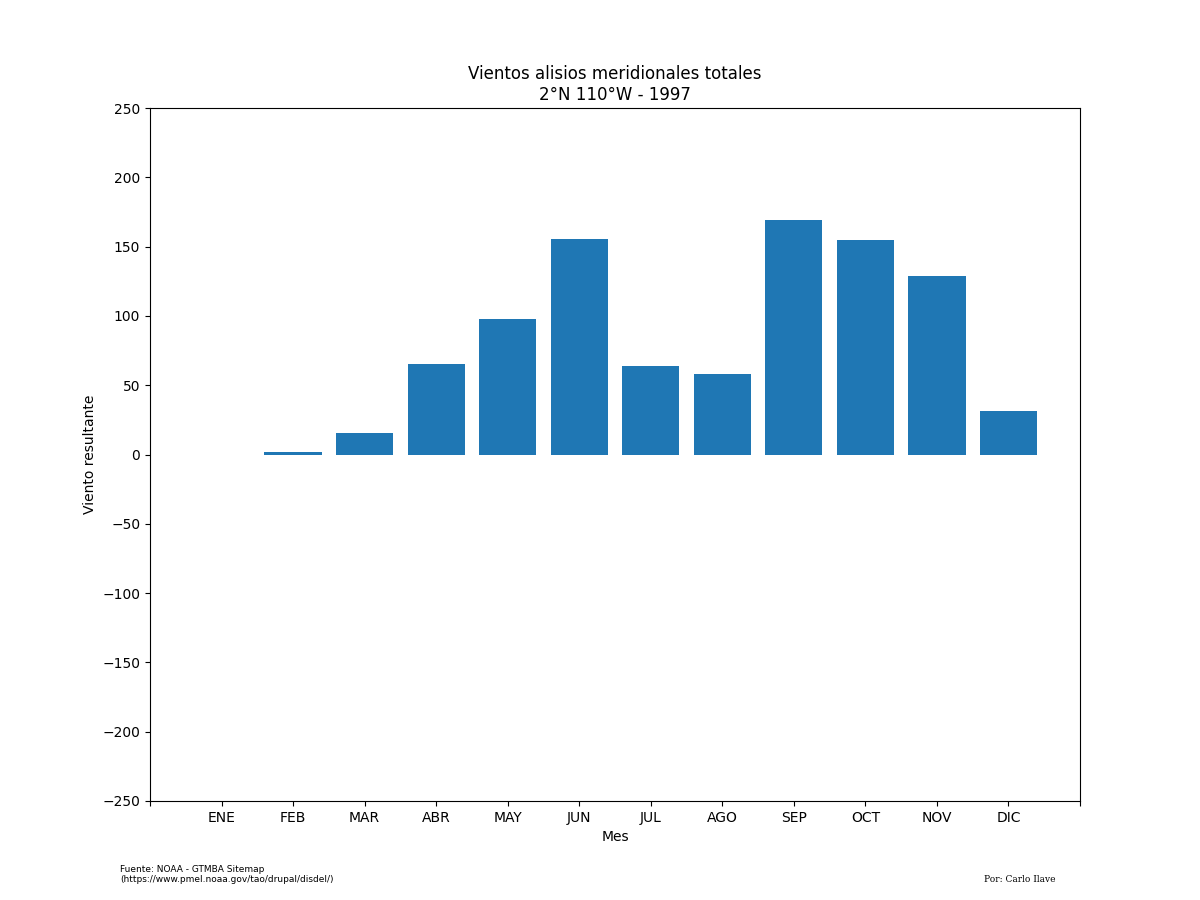 Vientos alisios meridionales totales
2°N 110°W - 1997
250
200
150
100
50
0
−50
−100
−150
−200
−250
Viento resultante
ENE FEB MAR ABR MAY JUN JUL AGO SEP OCT NOV DIC
Mes
Fuente: NOAA - GTMBA Sitemap
(https://www.pmel.noaa.gov/tao/drupal/disdel/)
Por: Carlo Ilave